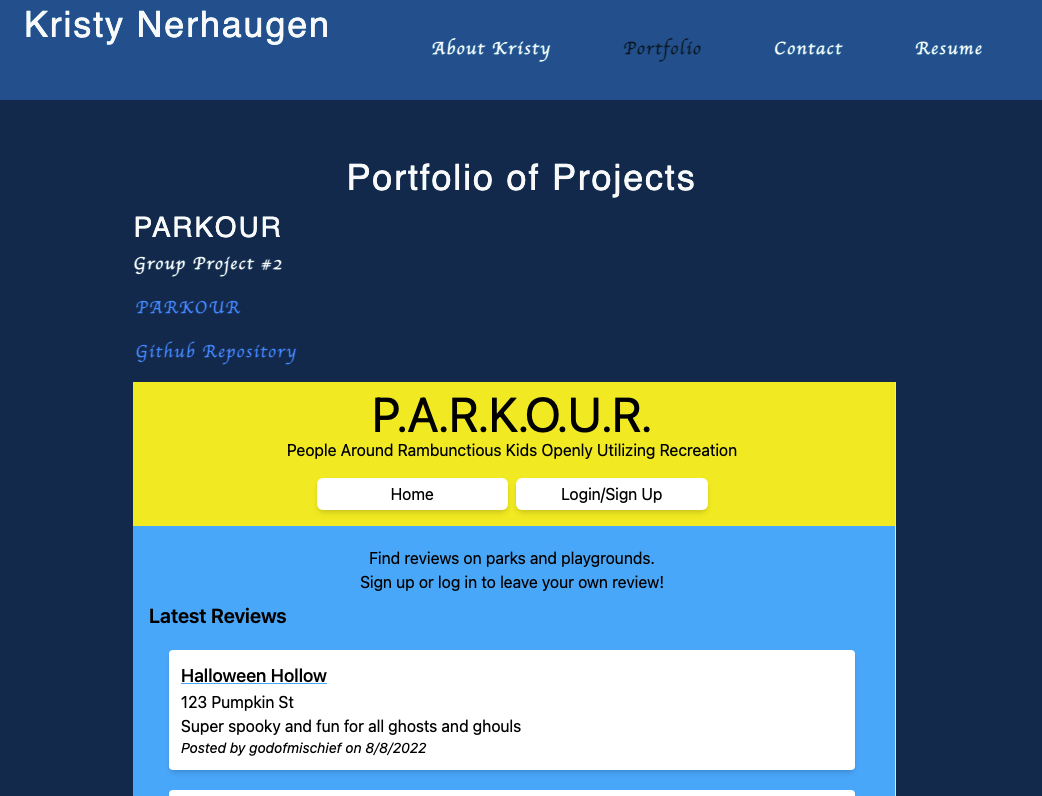 Kristy Nerhaugen
About Kristy
Portfolio
Contact
Resume
Portfolio of Projects
PARKOUR
Group Project #2
PARKOUR
Github Repository
P.A.R.K.O.U.R.
People Around Rambunctious Kids Openly Utilizing Recreation
Home
Login/Sign Up
Find reviews on parks and playgrounds.
Sign up or log in to leave your own review!
Latest Reviews
Halloween Hollow
123 Pumpkin St
Super spooky and fun for all ghosts and ghouls
Posted by godofmischief on 8/8/2022